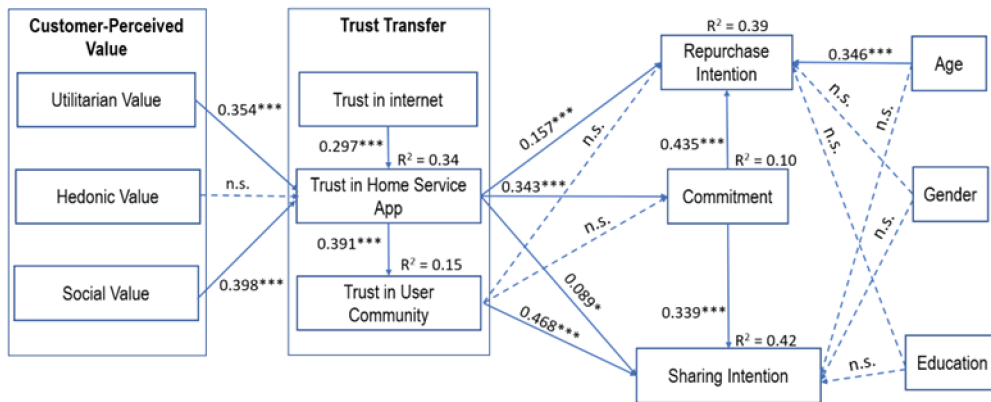 Customer-Perceived
Value
Utilitarian Value
Hedonic Value
Social Value
0.354***
n.s.
0.398***
Trust Transfer
Trust in internet
0.297***
R² = 0.34
Trust in Home Service
App
0.391***
R² = 0.15
Trust in User
Community
0.157***
n.s.
0.343***
n.s.
0.089*
0.468***
R² = 0.39
Repurchase
Intention
0.435***
R² = 0.10
Commitment
0.339***
R² = 0.42
Sharing Intention
0.346***
n.s.
n.s.
n.s.
n.s.
n.s.
Age
Gender
Education